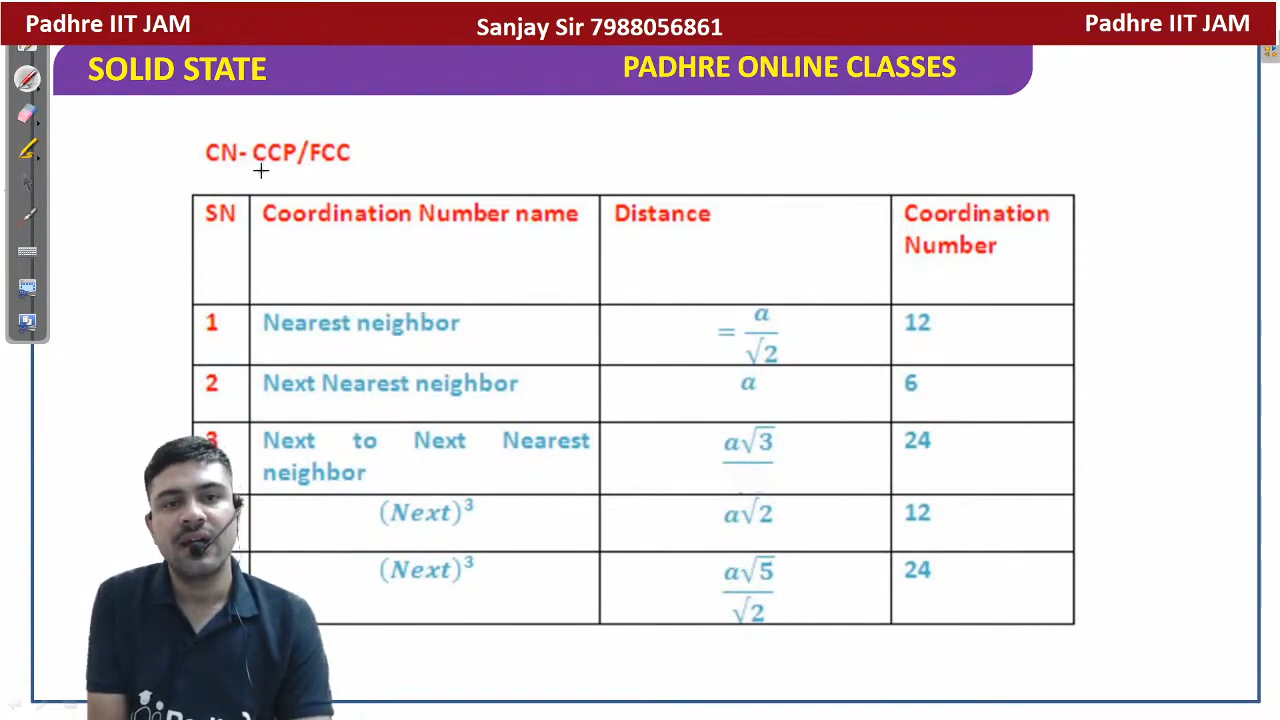 Padhre IIT JAM
Sanjay Sir 7988056861
Padhre IIT JAM
SOLID STATE
PADHRE ONLINE CLASSES
CN- CCP/FCC
SN Coordination Number name Distance Coordination
Number
1 Nearest neighbor = a/√2 12
2 Next Nearest neighbor a 6
3 Next to Next Nearest a√3 24
neighbor
(Next)³ a√2 12
(Next)³ a√5/√2 24